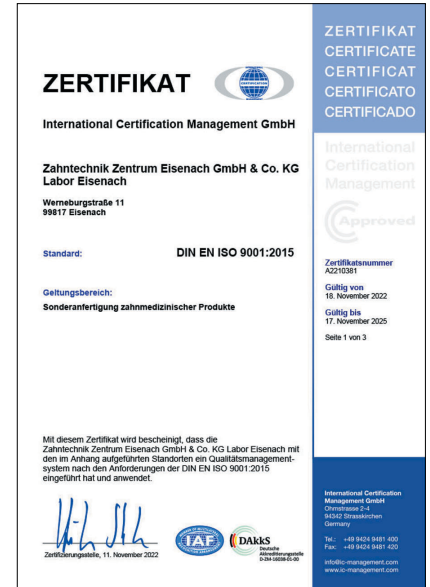 ZERTIFIKAT
CERTIFICATION
International Certification Management GmbH
Zahntechnik Zentrum Eisenach GmbH & Co. KG
Labor Eisenach
Werneburgstraße 11
99817 Eisenach
Standard: DIN EN ISO 9001:2015
Geltungsbereich:
Sonderanfertigung zahnmedizinischer Produkte
Mit diesem Zertifikat wird bescheinigt, dass die
Zahntechnik Zentrum Eisenach GmbH & Co. KG Labor Eisenach mit
den im Anhang aufgeführten Standorten ein Qualitätsmanagement-
system nach den Anforderungen der DIN EN ISO 9001:2015
eingeführt hat und anwendet.
Zertifizierungsstelle, 11. November 2022
IAF
DAkkS
Deutsche
Akkreditierungsstelle
D-ZM-16038-01-00
ZERTIFIKAT
CERTIFICATE
CERTIFICAT
CERTIFICATO
CERTIFICADO
International
Certification
Management
Approved
Zertifikatsnummer
A2210381
Gültig von
18. November 2022
Gültig bis
17. November 2025
Seite 1 von 3
International Certification
Management GmbH
Ohmstrasse 2-4
94342 Strasskirchen
Germany
Tel.: +49 9424 9481 400
Fax: +49 9424 9481 420
info@ic-management.com
www.ic-management.com